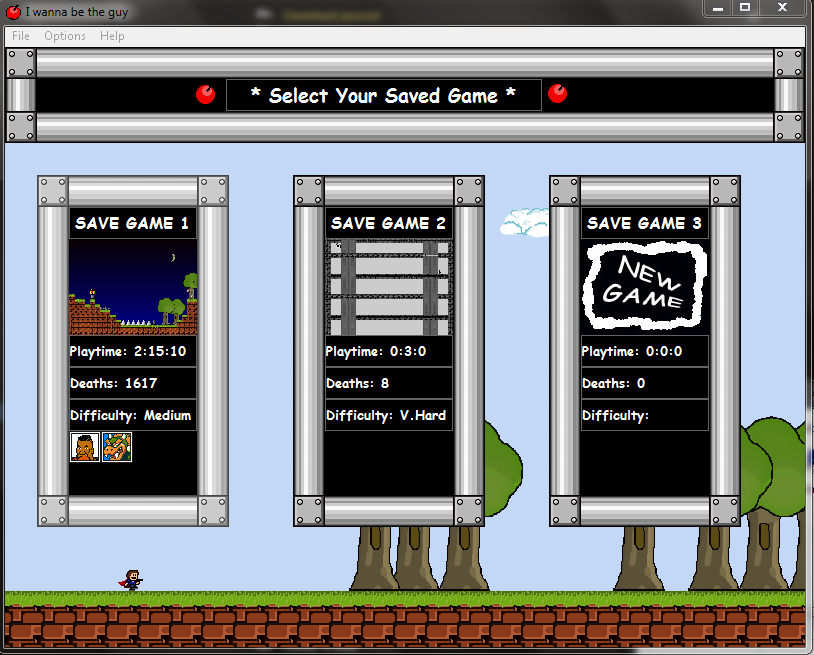 I wanna be the guy
File Options Help
* Select Your Saved Game *
SAVE GAME 1
Playtime: 2:15:10
Deaths: 1617
Difficulty: Medium
SAVE GAME 2
Playtime: 0:3:0
Deaths: 8
Difficulty: V.Hard
SAVE GAME 3
NEW
GAME
Playtime: 0:0:0
Deaths: 0
Difficulty: